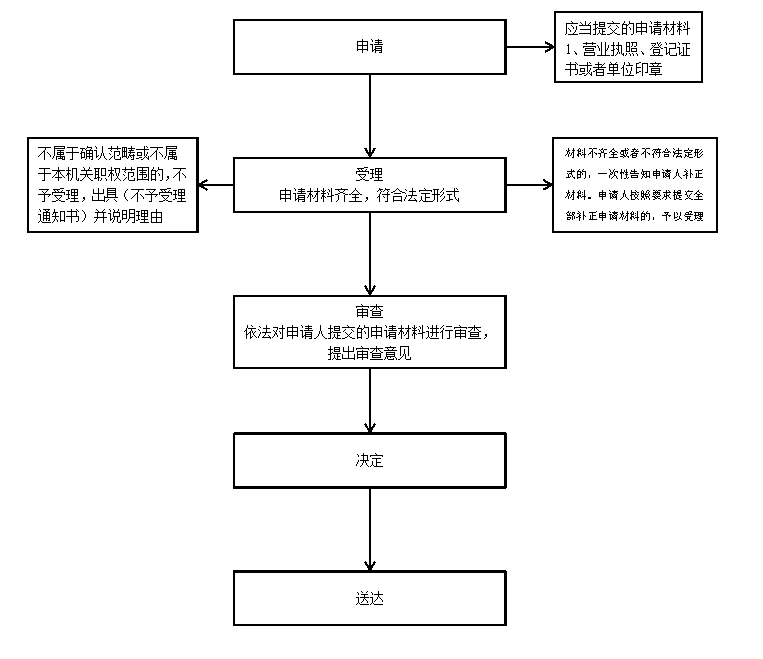 申请
应当提交的申请材料
1、营业执照、登记证
书或者单位印章
不属于确认范畴或不属
于本机关职权范围的，不
予受理，出具（不予受理
通知书）并说明理由
受理
申请材料齐全，符合法定形式
材料不齐全或者不符合法定形
式的，一次性告知申请人补正
材料。申请人按照要求提交全
部补正申请材料的，予以受理
审查
依法对申请人提交的申请材料进行审查，
提出审查意见
决定
送达